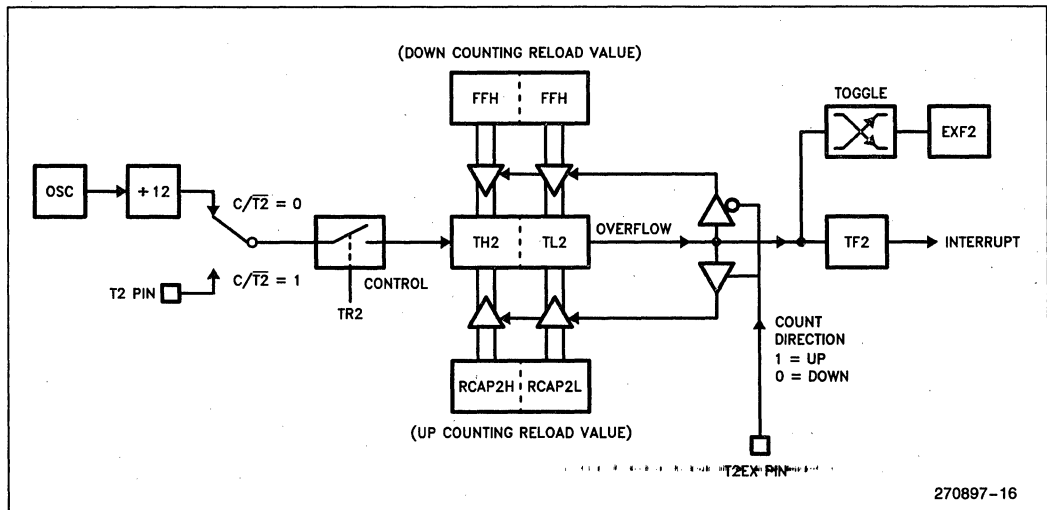 (DOWN COUNTING RELOAD VALUE)
FFH FFH
TOGGLE
EXF2
OSC
÷12
C/T2̅ = 0
TH2 TL2
OVERFLOW
TF2
INTERRUPT
C/T2̅ = 1
CONTROL
T2 PIN
TR2
COUNT
DIRECTION
1 = UP
0 = DOWN
RCAP2H RCAP2L
(UP COUNTING RELOAD VALUE)
T2EX PIN
270897-16